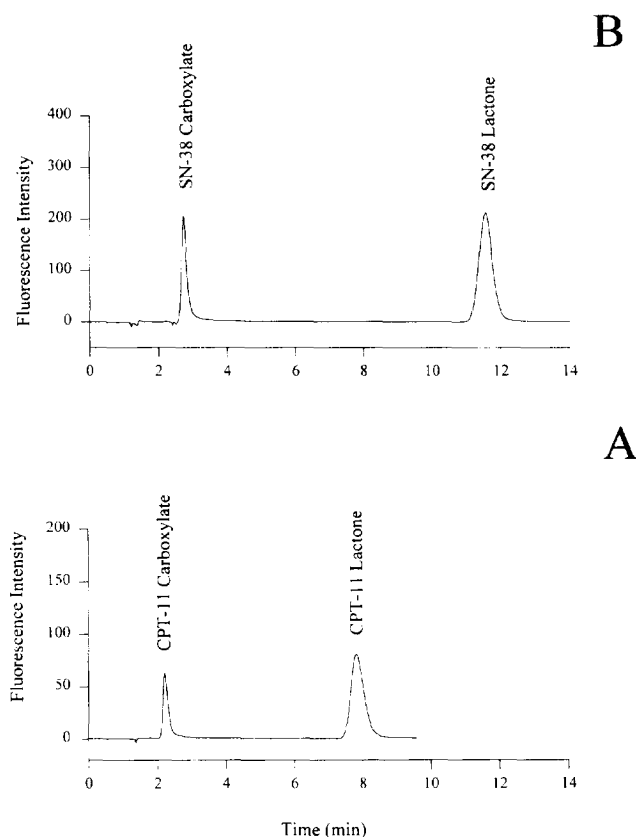 B
SN-38 Carboxylate
SN-38 Lactone
Fluorescence Intensity
400
300
200
100
0
0 2 4 6 8 10 12 14
A
CPT-11 Carboxylate
CPT-11 Lactone
Fluorescence Intensity
200
150
100
50
0
0 2 4 6 8 10 12 14
Time (min)